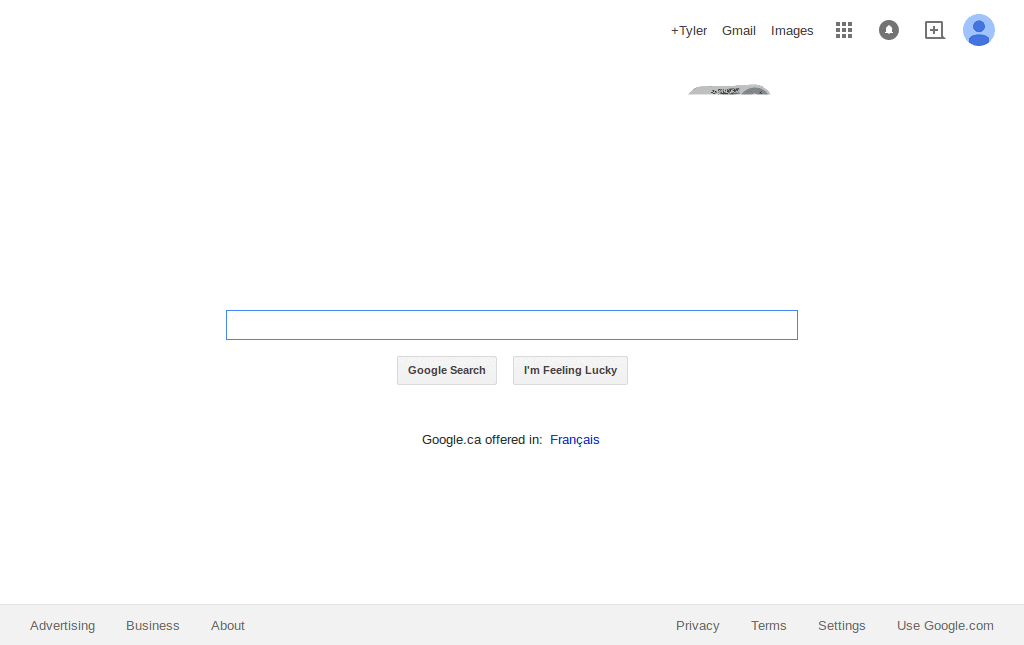 +Tyler Gmail Images
Google Search I'm Feeling Lucky
Google.ca offered in: Français
Advertising Business About Privacy Terms Settings Use Google.com